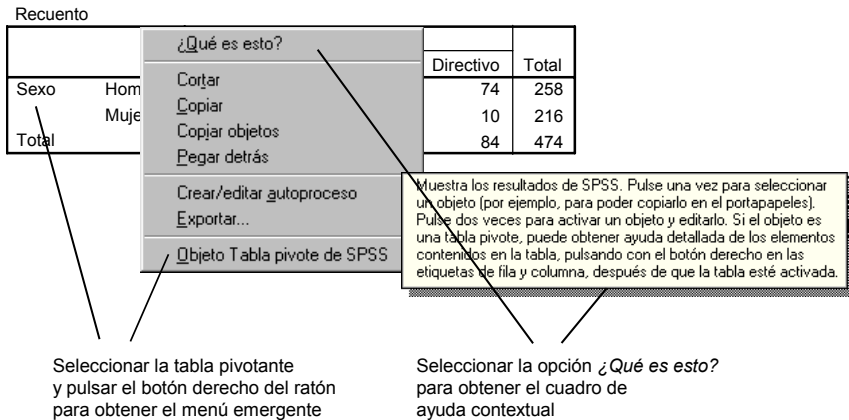 Recuento
¿Qué es esto?
Directivo Total
Sexo Hom 74 258
Muje 10 216
Total 84 474
Cortar
Copiar
Copiar objetos
Pegar detrás
Crear/editar autoproceso
Exportar...
Objeto Tabla pivote de SPSS
Muestra los resultados de SPSS. Pulse una vez para seleccionar
un objeto (por ejemplo, para poder copiarlo en el portapapeles).
Pulse dos veces para activar un objeto y editarlo. Si el objeto es
una tabla pivote, puede obtener ayuda detallada de los elementos
contenidos en la tabla, pulsando con el botón derecho en las
etiquetas de fila y columna, después de que la tabla esté activada.
Seleccionar la tabla pivotante
y pulsar el botón derecho del ratón
para obtener el menú emergente
Seleccionar la opción ¿Qué es esto?
para obtener el cuadro de
ayuda contextual